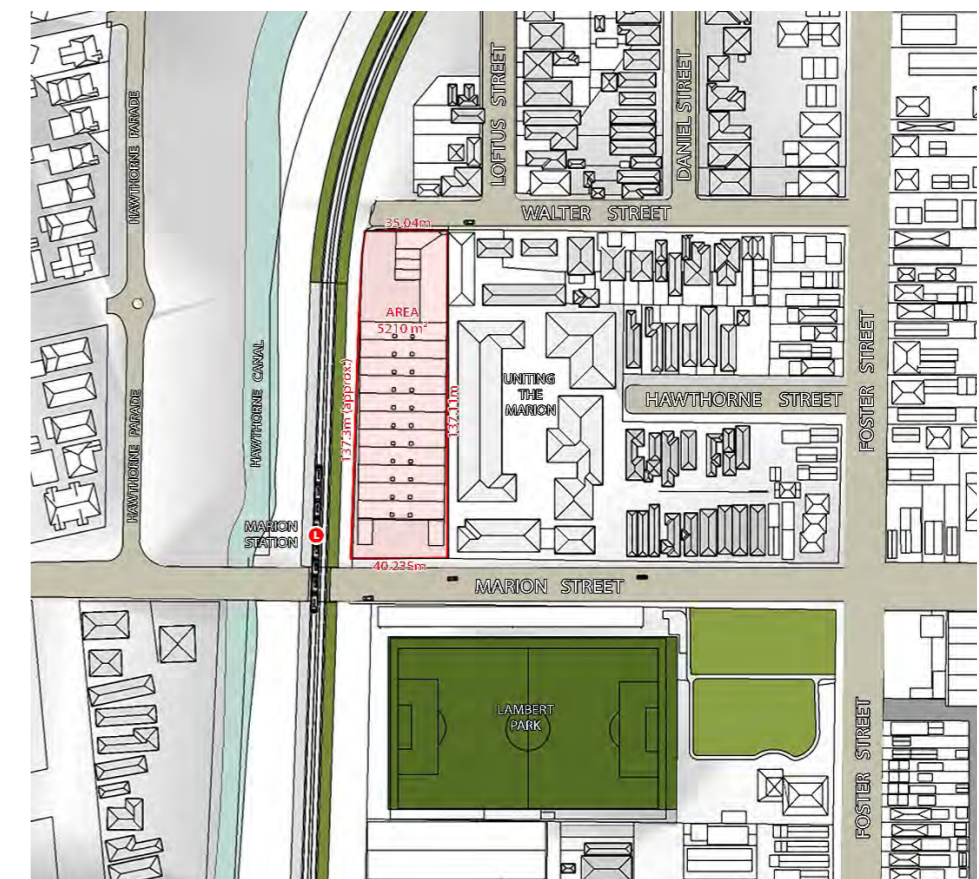 HAWTHORNE PARADE
LOFTUS STREET
DANIEL STREET
WALTER STREET
35.04m
AREA
5210 m²
137.3m (approx.)
137.11m
UNITING
THE
MARION
HAWTHORNE STREET
FOSTER STREET
HAWTHORNE CANAL
HAWTHORNE PARADE
MARION
STATION
L
40.235m
MARION STREET
LAMBERT
PARK
FOSTER STREET